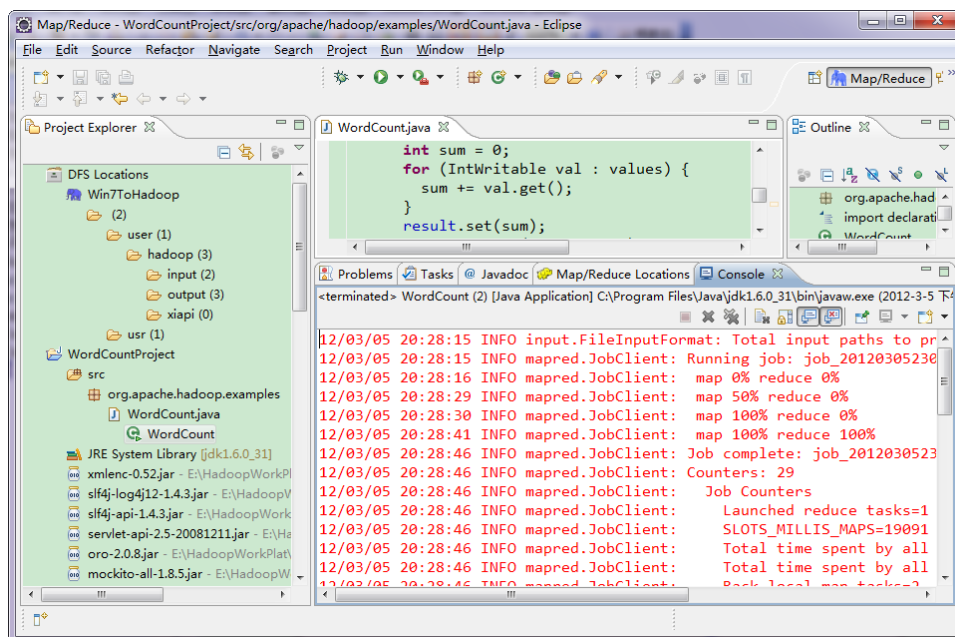 Map/Reduce - WordCountProject/src/org/apache/hadoop/examples/WordCount.java - Eclipse
File Edit Source Refactor Navigate Search Project Run Window Help
Map/Reduce
Project Explorer
DFS Locations
Win7ToHadoop
(2)
user (1)
hadoop (3)
input (2)
output (3)
xiapi (0)
usr (1)
WordCountProject
src
org.apache.hadoop.examples
WordCount.java
WordCount
JRE System Library [jdk1.6.0_31]
xmlenc-0.52.jar - E:\HadoopWorkPl
slf4j-log4j12-1.4.3.jar - E:\HadoopW
slf4j-api-1.4.3.jar - E:\HadoopWork
servlet-api-2.5-20081211.jar - E:\Ha
oro-2.0.8.jar - E:\HadoopWorkPlat\
mockito-all-1.8.5.jar - E:\HadoopW
WordCount.java
int sum = 0;
for (IntWritable val : values) {
sum += val.get();
}
result.set(sum);
Outline
org.apache.had
import declarati
WordCount
Problems Tasks Javadoc Map/Reduce Locations Console
<terminated> WordCount (2) [Java Application] C:\Program Files\Java\jdk1.6.0_31\bin\javaw.exe (2012-3-5 下午
12/03/05 20:28:15 INFO input.FileInputFormat: Total input paths to pr
12/03/05 20:28:15 INFO mapred.JobClient: Running job: job_20120305230
12/03/05 20:28:16 INFO mapred.JobClient: map 0% reduce 0%
12/03/05 20:28:29 INFO mapred.JobClient: map 50% reduce 0%
12/03/05 20:28:30 INFO mapred.JobClient: map 100% reduce 0%
12/03/05 20:28:41 INFO mapred.JobClient: map 100% reduce 100%
12/03/05 20:28:46 INFO mapred.JobClient: Job complete: job_2012030523
12/03/05 20:28:46 INFO mapred.JobClient: Counters: 29
12/03/05 20:28:46 INFO mapred.JobClient: Job Counters
12/03/05 20:28:46 INFO mapred.JobClient: Launched reduce tasks=1
12/03/05 20:28:46 INFO mapred.JobClient: SLOTS_MILLIS_MAPS=19091
12/03/05 20:28:46 INFO mapred.JobClient: Total time spent by all
12/03/05 20:28:46 INFO mapred.JobClient: Total time spent by all
12/03/05 20:28:46 INFO mapred.JobClient: Rack-local map tasks=2